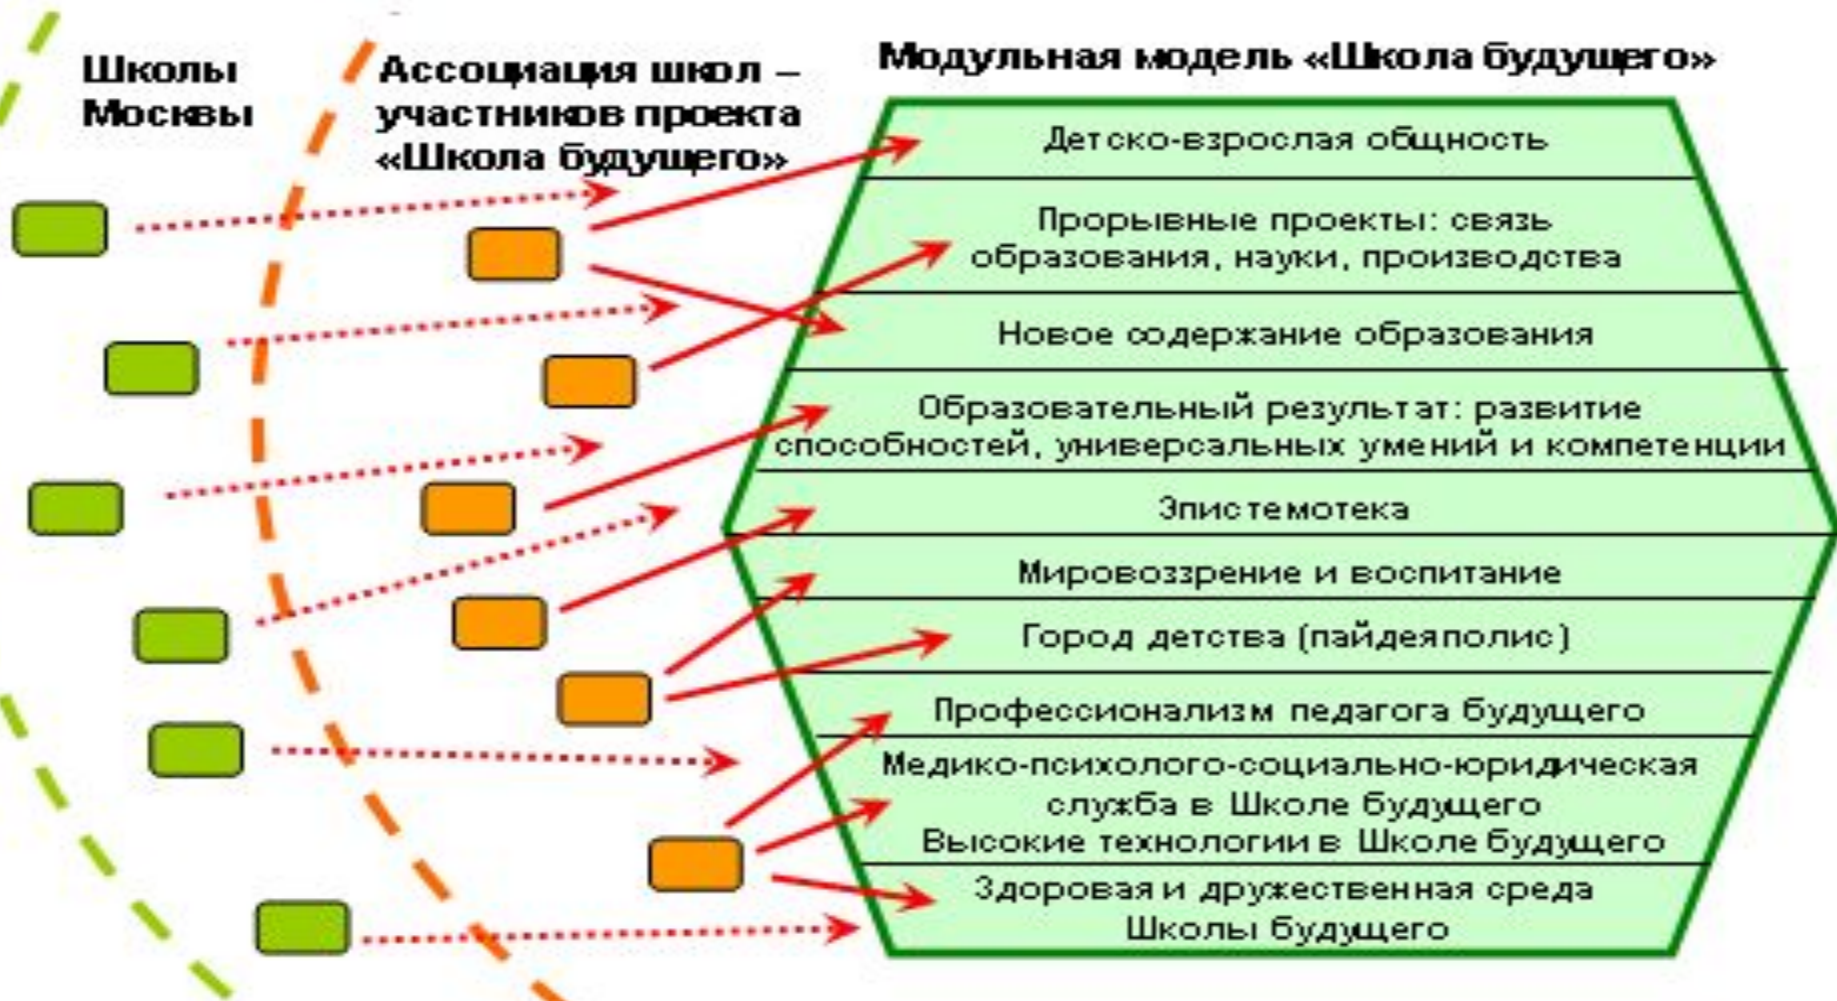 Школы
Москвы
Ассоциация школ –
участников проекта
«Школа будущего»
Модульная модель «Школа будущего»
Детско-взрослая общность
Прорывные проекты: связь
образования, науки, производства
Новое содержание образования
Образовательный результат: развитие
способностей, универсальных умений и компетенции
Эпистемотека
Мировоззрение и воспитание
Город детства (пайдеяполис)
Профессионализм педагога будущего
Медико-психолого-социально-юридическая
служба в Школе будущего
Высокие технологии в Школе будущего
Здоровая и дружественная среда
Школы будущего